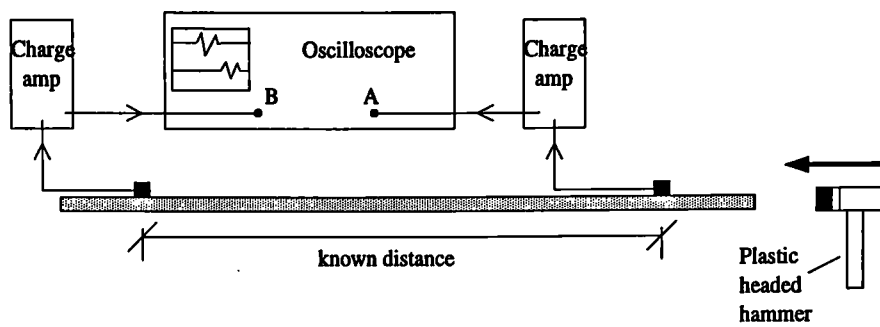 Charge
amp
Oscilloscope
B
A
Charge
amp
known distance
Plastic
headed
hammer